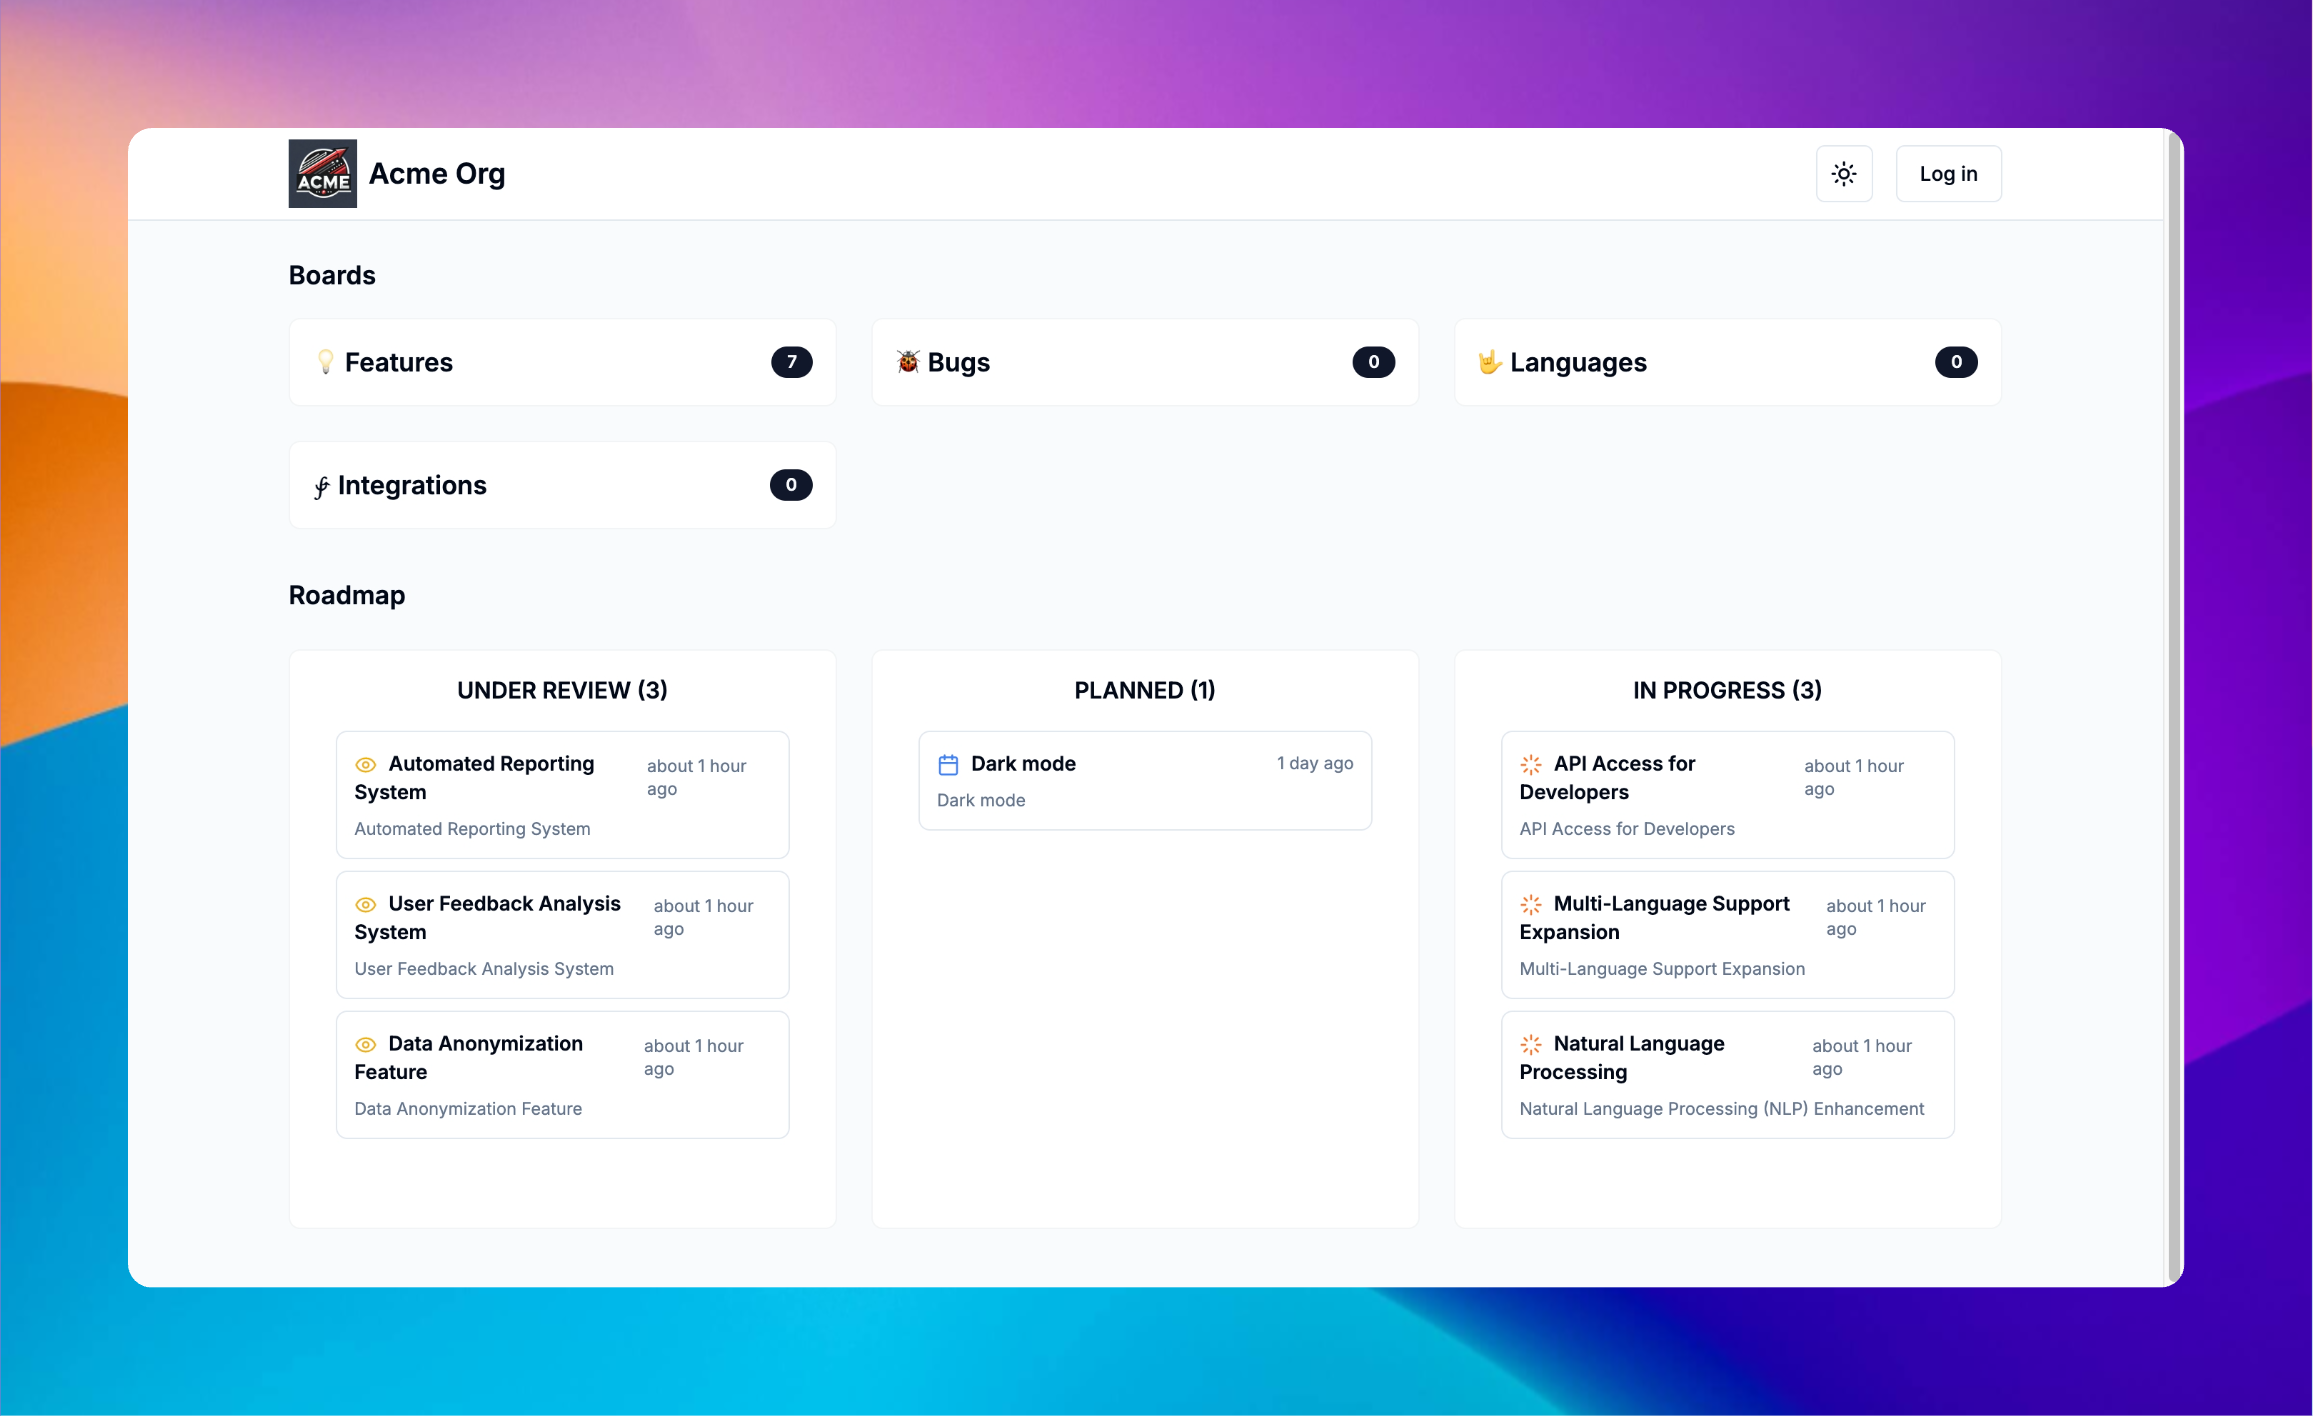 ACME
Acme Org
Log in
Boards
Features
7
Bugs
0
Languages
0
Integrations
0
Roadmap
UNDER REVIEW (3)
Automated Reporting
System
about 1 hour
ago
Automated Reporting System
User Feedback Analysis
System
about 1 hour
ago
User Feedback Analysis System
Data Anonymization
Feature
about 1 hour
ago
Data Anonymization Feature
PLANNED (1)
Dark mode
1 day ago
Dark mode
IN PROGRESS (3)
API Access for
Developers
about 1 hour
ago
API Access for Developers
Multi-Language Support
Expansion
about 1 hour
ago
Multi-Language Support Expansion
Natural Language
Processing
about 1 hour
ago
Natural Language Processing (NLP) Enhancement